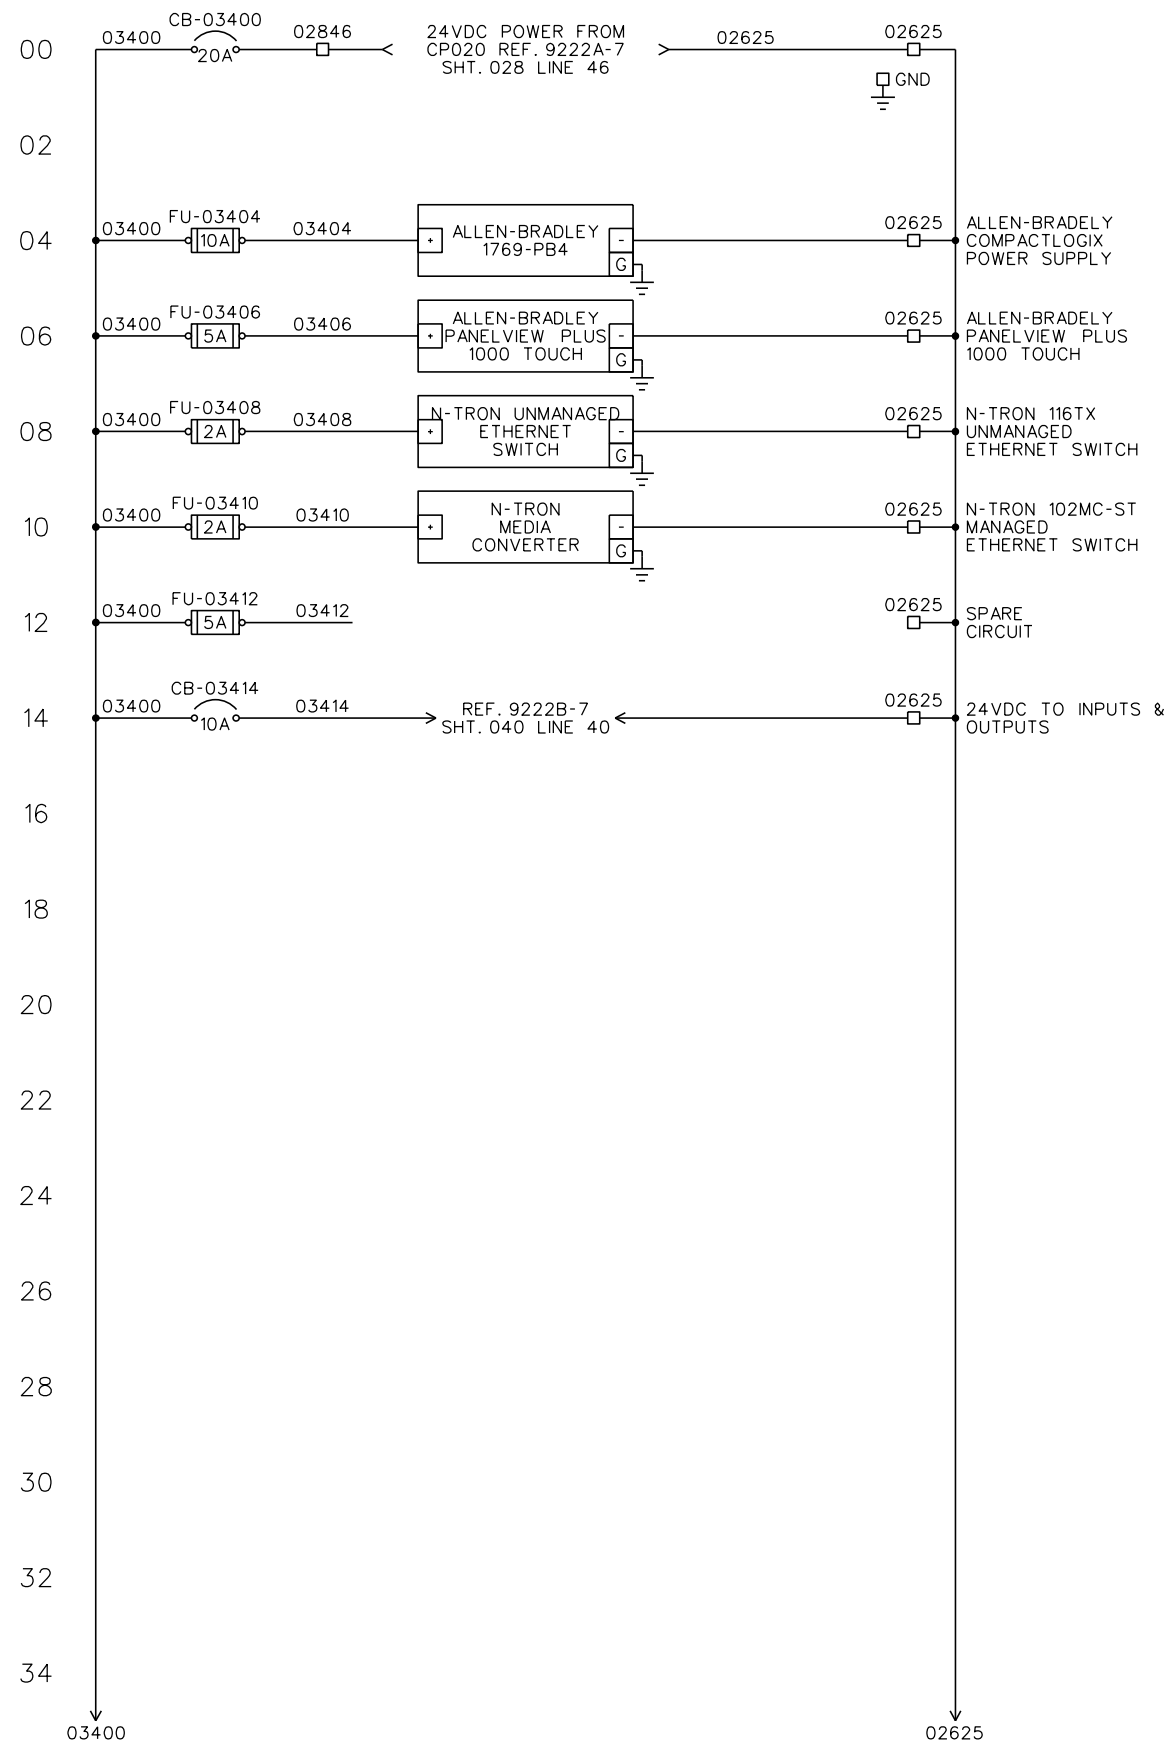 CB-03400
00
03400
20A
02846
24VDC POWER FROM
CP020 REF. 9222A-7
SHT. 028 LINE 46
02625
02625
GND
02
04
03400
FU-03404
10A
03404
+
ALLEN-BRADLEY
1769-PB4
-
G
02625
ALLEN-BRADELY
COMPACTLOGIX
POWER SUPPLY
06
03400
FU-03406
5A
03406
+
ALLEN-BRADLEY
PANELVIEW PLUS
1000 TOUCH
-
G
02625
ALLEN-BRADELY
PANELVIEW PLUS
1000 TOUCH
08
03400
FU-03408
2A
03408
+
N-TRON UNMANAGED
ETHERNET
SWITCH
-
G
02625
N-TRON 116TX
UNMANAGED
ETHERNET SWITCH
10
03400
FU-03410
2A
03410
+
N-TRON
MEDIA
CONVERTER
-
G
02625
N-TRON 102MC-ST
MANAGED
ETHERNET SWITCH
12
03400
FU-03412
5A
03412
02625
SPARE
CIRCUIT
14
03400
CB-03414
10A
03414
REF. 9222B-7
SHT. 040 LINE 40
02625
24VDC TO INPUTS &
OUTPUTS
16
18
20
22
24
26
28
30
32
34
03400
02625